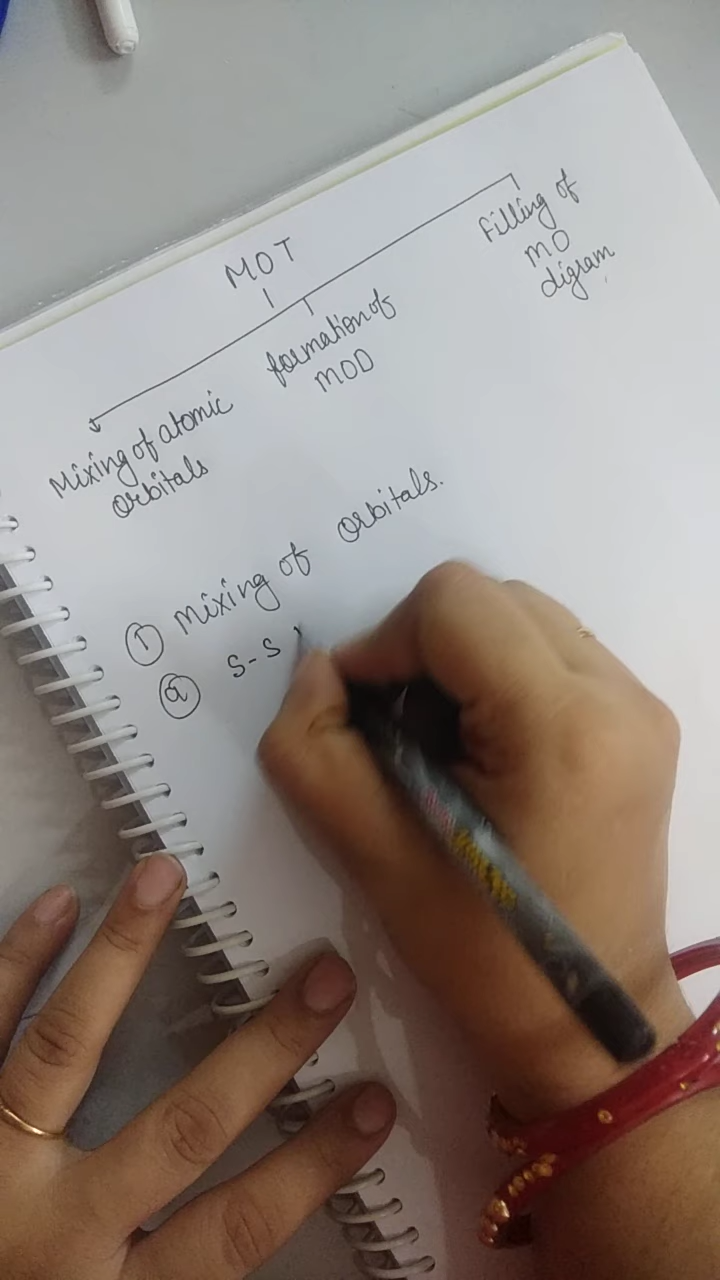 MOT
Mixing of atomic
orbitals
formation of
MOD
Filling of
MO
digram
① Mixing of orbitals.
ⓐ S-S